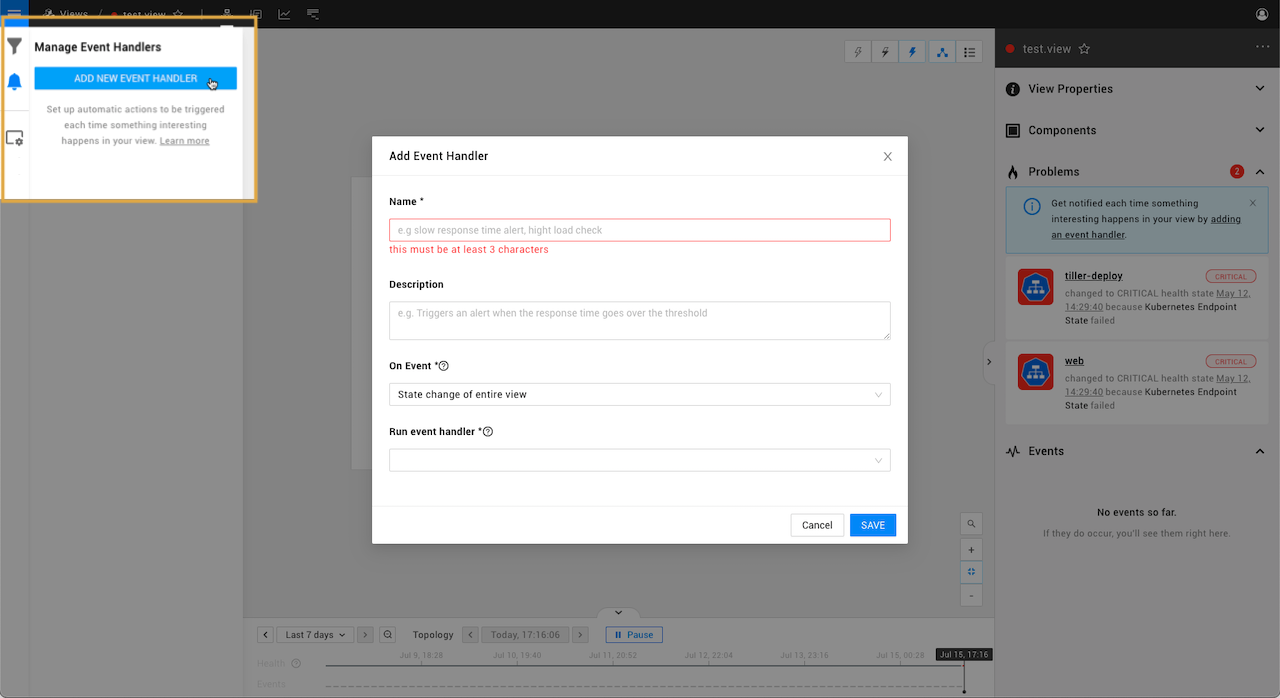 Views / test.view
Manage Event Handlers
ADD NEW EVENT HANDLER
Set up automatic actions to be triggered
each time something interesting
happens in your view. Learn more
Add Event Handler
Name *
e.g slow response time alert, hight load check
this must be at least 3 characters
Description
e.g. Triggers an alert when the response time goes over the threshold
On Event *
State change of entire view
Run event handler *
Cancel
SAVE
test.view
View Properties
Components
Problems
2
Get notified each time something
interesting happens in your view by adding
an event handler.
tiller-deploy
CRITICAL
changed to CRITICAL health state May 12,
14:29:40 because Kubernetes Endpoint
State failed
web
CRITICAL
changed to CRITICAL health state May 12,
14:29:40 because Kubernetes Endpoint
State failed
Events
No events so far.
If they do occur, you'll see them right here.
+
-
Last 7 days
Topology
Today, 17:16:06
Pause
Jul 9, 18:28
Jul 10, 19:40
Jul 11, 20:52
Jul 12, 22:04
Jul 13, 23:16
Jul 15, 00:28
Jul 15, 17:16
Health
Events